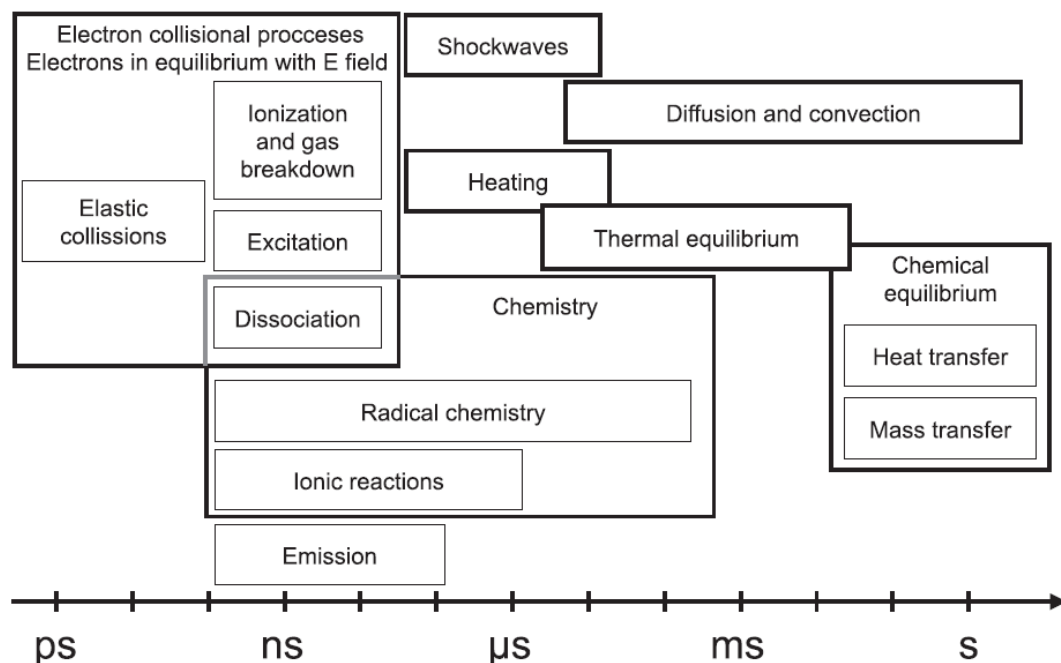 Electron collisional procceses
Electrons in equilibrium with E field
Ionization
and gas
breakdown
Elastic
collissions
Excitation
Dissociation
Shockwaves
Diffusion and convection
Heating
Thermal equilibrium
Chemistry
Chemical
equilibrium
Heat transfer
Mass transfer
Radical chemistry
Ionic reactions
Emission
ps
ns
μs
ms
s